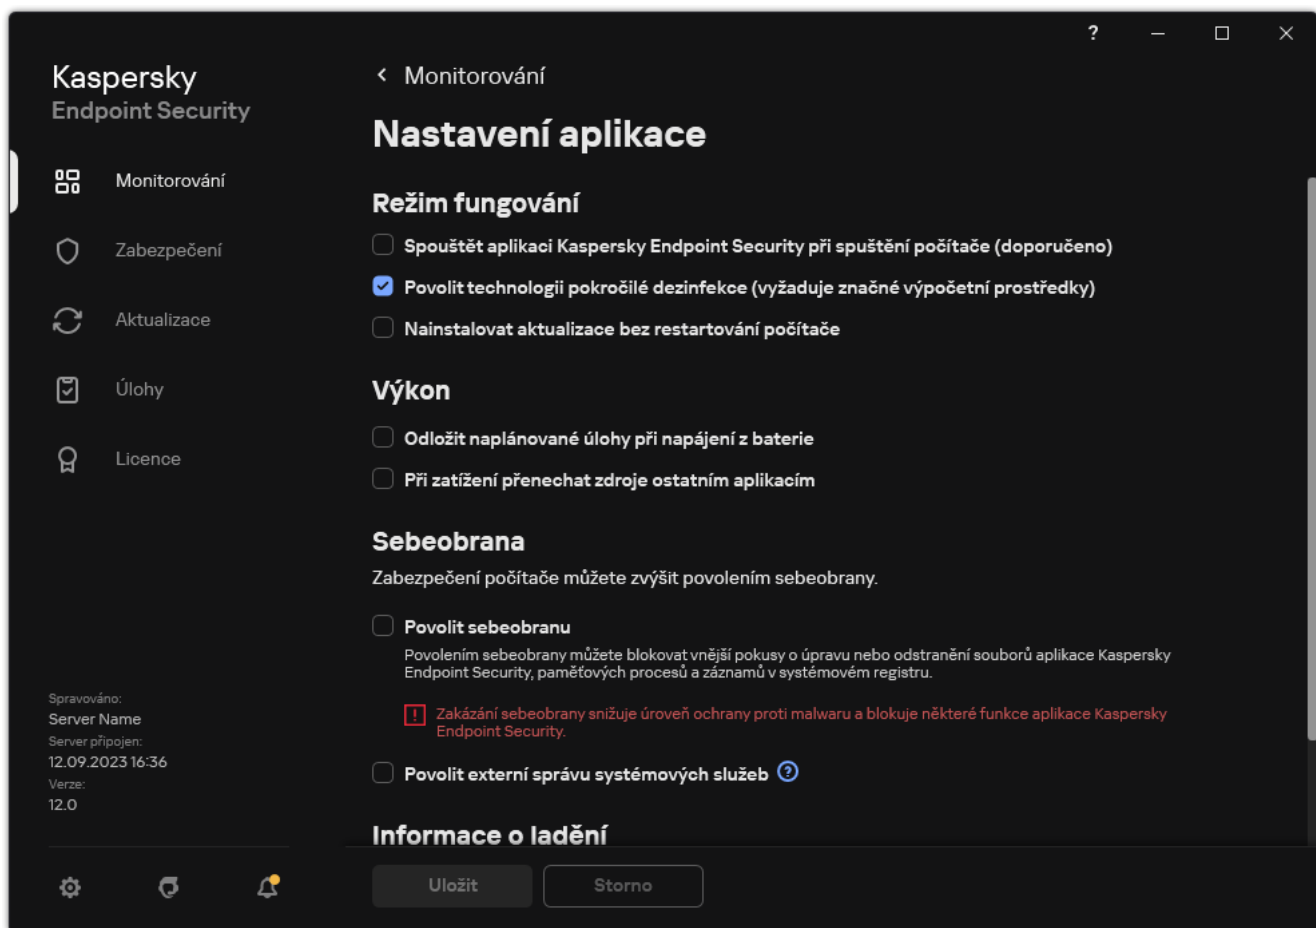 ?
Kaspersky
Endpoint Security
Monitorování
Zabezpečení
Aktualizace
Úlohy
Licence
Spravováno:
Server Name
Server připojen:
12.09.2023 16:36
Verze:
12.0
Monitorování
Nastavení aplikace
Režim fungování
Spouštět aplikaci Kaspersky Endpoint Security při spuštění počítače (doporučeno)
Povolit technologii pokročilé dezinfekce (vyžaduje značné výpočetní prostředky)
Nainstalovat aktualizace bez restartování počítače
Výkon
Odložit naplánované úlohy při napájení z baterie
Při zatížení přenechat zdroje ostatním aplikacím
Sebeobrana
Zabezpečení počítače můžete zvýšit povolením sebeobrany.
Povolit sebeobranu
Povolením sebeobrany můžete blokovat vnější pokusy o úpravu nebo odstranění souborů aplikace Kaspersky
Endpoint Security, paměťových procesů a záznamů v systémovém registru.
Zakázání sebeobrany snižuje úroveň ochrany proti malwaru a blokuje některé funkce aplikace Kaspersky
Endpoint Security.
Povolit externí správu systémových služeb ?
Informace o ladění
Uložit
Storno